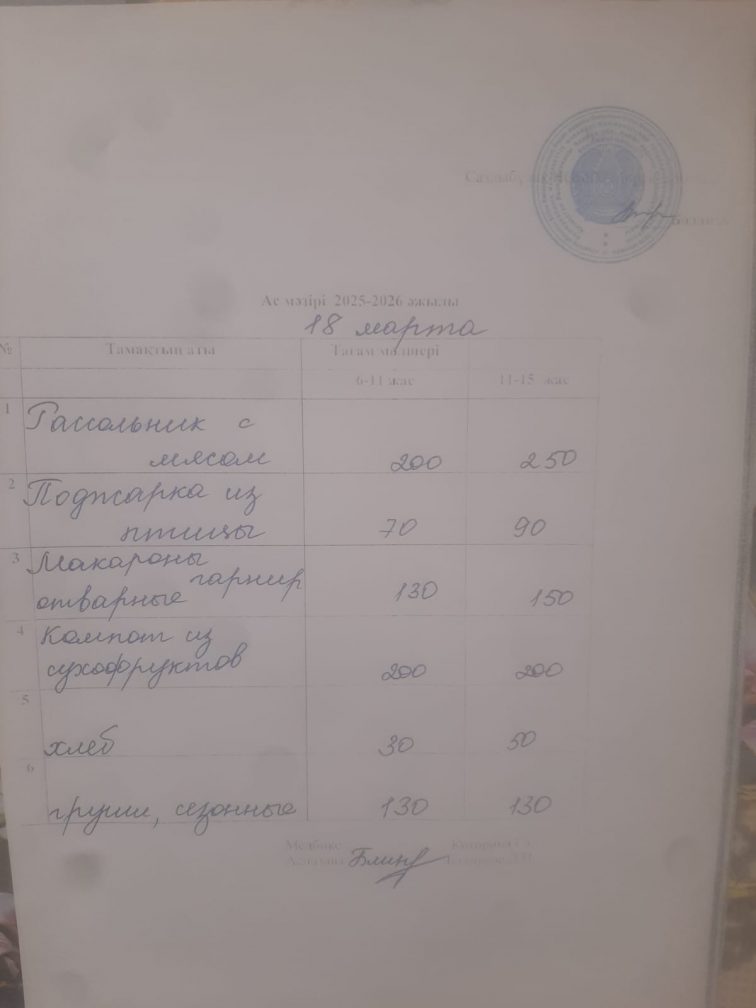 Ас мәзірі 2025-2026 ажылы
18 марта
№ Тамақтың аты Тағам мөлшері
6-11 жас 11-15 жас
1 Рассольник с
мясом 200 250
2 Поджарка из
птицы 70 90
3 Макароны
отварные гарнир 130 150
4 Компот из
сухофруктов 200 200
5 хлеб 30 50
6 груши, сезонные 130 130
Медбике